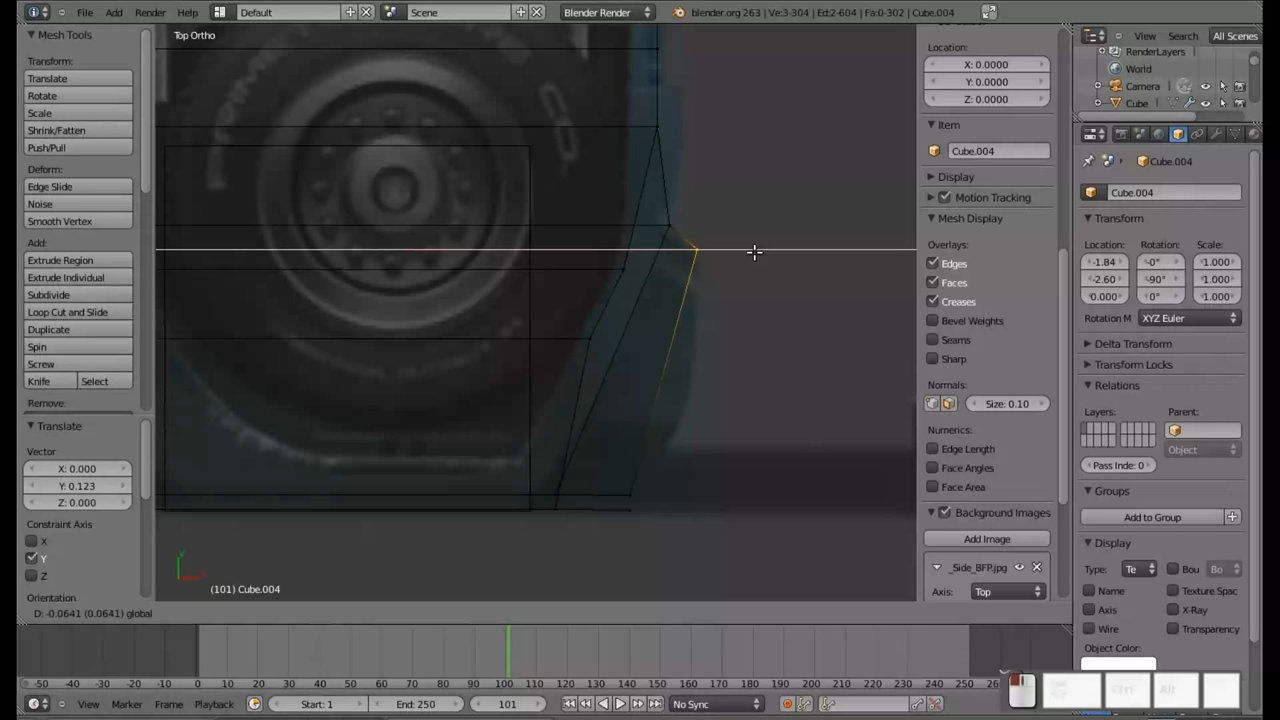 File Add Render Help Default Scene Blender Render blender.org 263 | Ve:3-304 | Ed:2-604 | Fa:0-302 | Cube.004
Mesh Tools
Transform:
Translate
Rotate
Scale
Shrink/Fatten
Push/Pull
Deform:
Edge Slide
Noise
Smooth Vertex
Add:
Extrude Region
Extrude Individual
Subdivide
Loop Cut and Slide
Duplicate
Spin
Screw
Knife Select
Remove:
Translate
Vector
X: 0.000
Y: 0.123
Z: 0.000
Constraint Axis
X
Y
Z
Orientation
Top Ortho
(101) Cube.004
D: -0.0641 (0.0641) global
Location:
X: 0.0000
Y: 0.0000
Z: 0.0000
Item
Cube.004
Display
Motion Tracking
Mesh Display
Overlays:
Edges
Faces
Creases
Bevel Weights
Seams
Sharp
Normals:
Size: 0.10
Numerics:
Edge Length
Face Angles
Face Area
Background Images
Add Image
_Side_BFP.jpg
Axis: Top
View Search All Scenes
RenderLayers
World
Camera
Cube
Cube.004
Cube.004
Transform
Location: Rotation: Scale:
-1.84 -0° 1.000
-2.60 -90° 1.000
0.000 0° 1.000
Rotation M XYZ Euler
Delta Transform
Transform Locks
Relations
Layers: Parent:
Object
Pass Inde: 0
Groups
Add to Group
Display
Type: Te Bou Bo
Name Texture Spac
Axis X-Ray
Wire Transparency
Object Color:
Ctrl Alt
-50 -40 -30 -20 -10 0 10 20 30 40 50 60 70 80 90 100 110 120 130 140 150 160 170 180 190 200 210 220 230 240 250 26
View Marker Frame Playback Start: 1 End: 250 101 No Sync